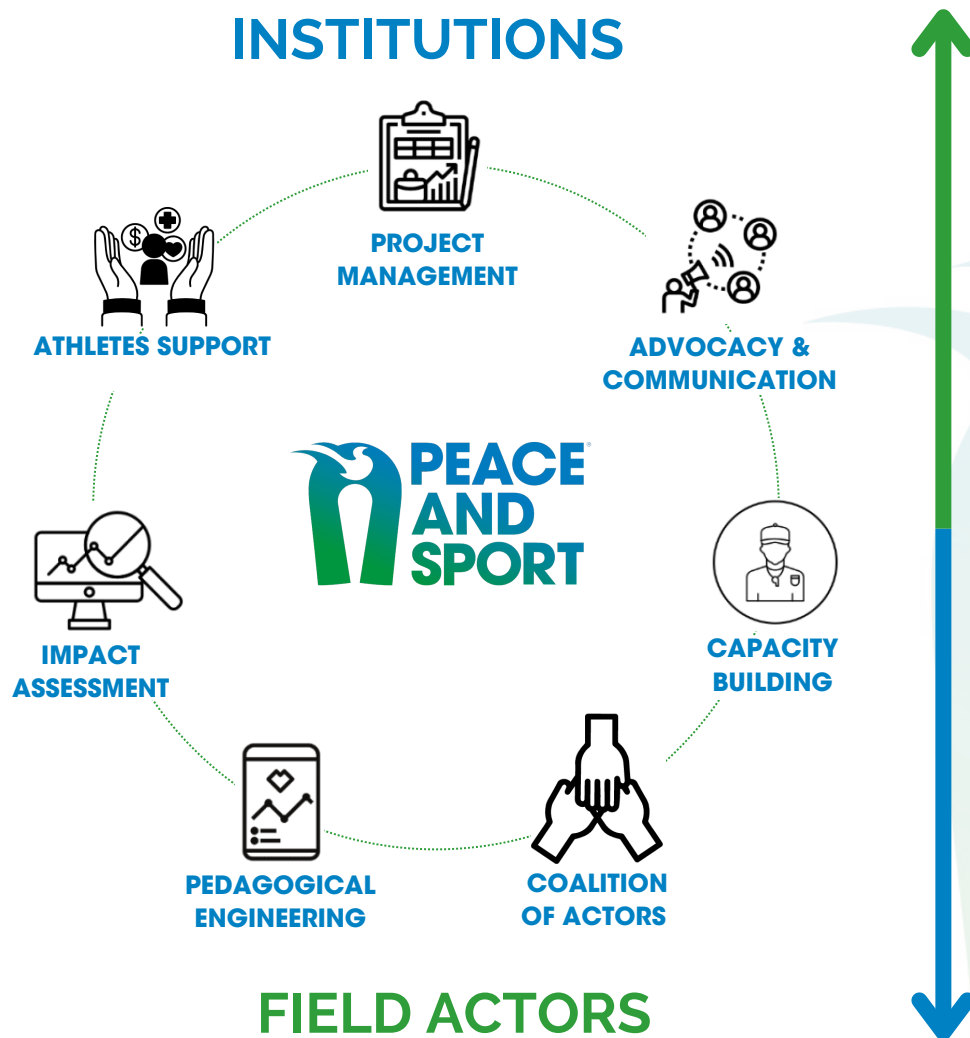 INSTITUTIONS
PROJECT
MANAGEMENT
ATHLETES SUPPORT
ADVOCACY &
COMMUNICATION
PEACE
AND
SPORT
IMPACT
ASSESSMENT
CAPACITY
BUILDING
PEDAGOGICAL
ENGINEERING
COALITION
OF ACTORS
FIELD ACTORS